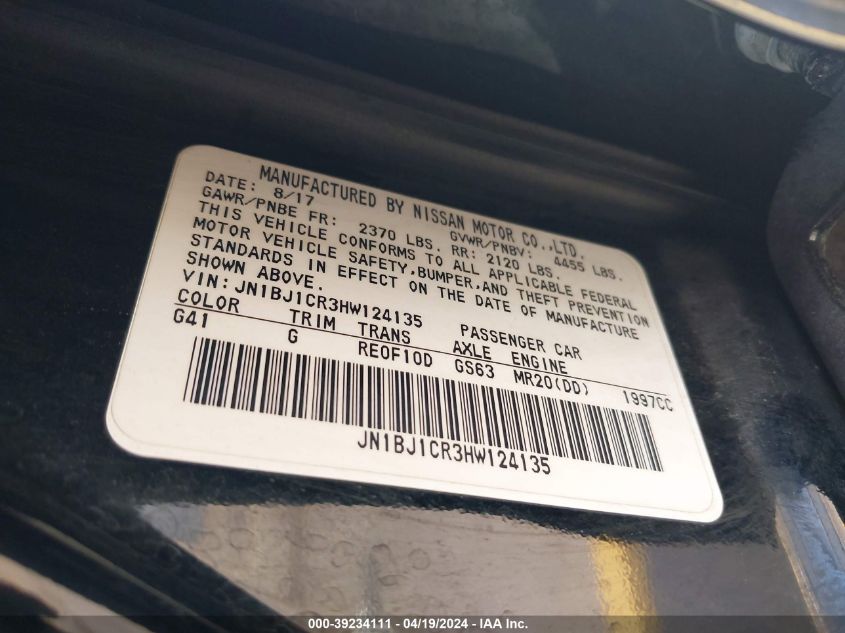 MANUFACTURED BY NISSAN MOTOR CO.,LTD.
DATE: 8/17 GVWR/PNBV: 4455 LBS.
GAWR/PNBE FR: 2370 LBS. RR: 2120 LBS.
THIS VEHICLE CONFORMS TO ALL APPLICABLE FEDERAL
MOTOR VEHICLE SAFETY,BUMPER,AND THEFT PREVENTION
STANDARDS IN EFFECT ON THE DATE OF MANUFACTURE
SHOWN ABOVE.
VIN: JN1BJ1CR3HW124135 PASSENGER CAR
COLOR TRIM TRANS AXLE ENGINE
G41 G RE0F10D GS63 MR20(DD) 1997CC
JN1BJ1CR3HW124135
000-39234111 - 04/19/2024 - IAA Inc.